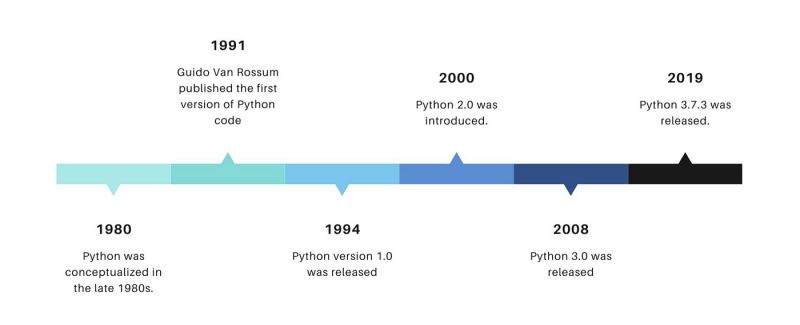 1991
Guido Van Rossum
published the first
version of Python
code
2000
Python 2.0 was
introduced.
2019
Python 3.7.3 was
released.
1980
Python was
conceptualized in
the late 1980s.
1994
Python version 1.0
was released
2008
Python 3.0 was
released